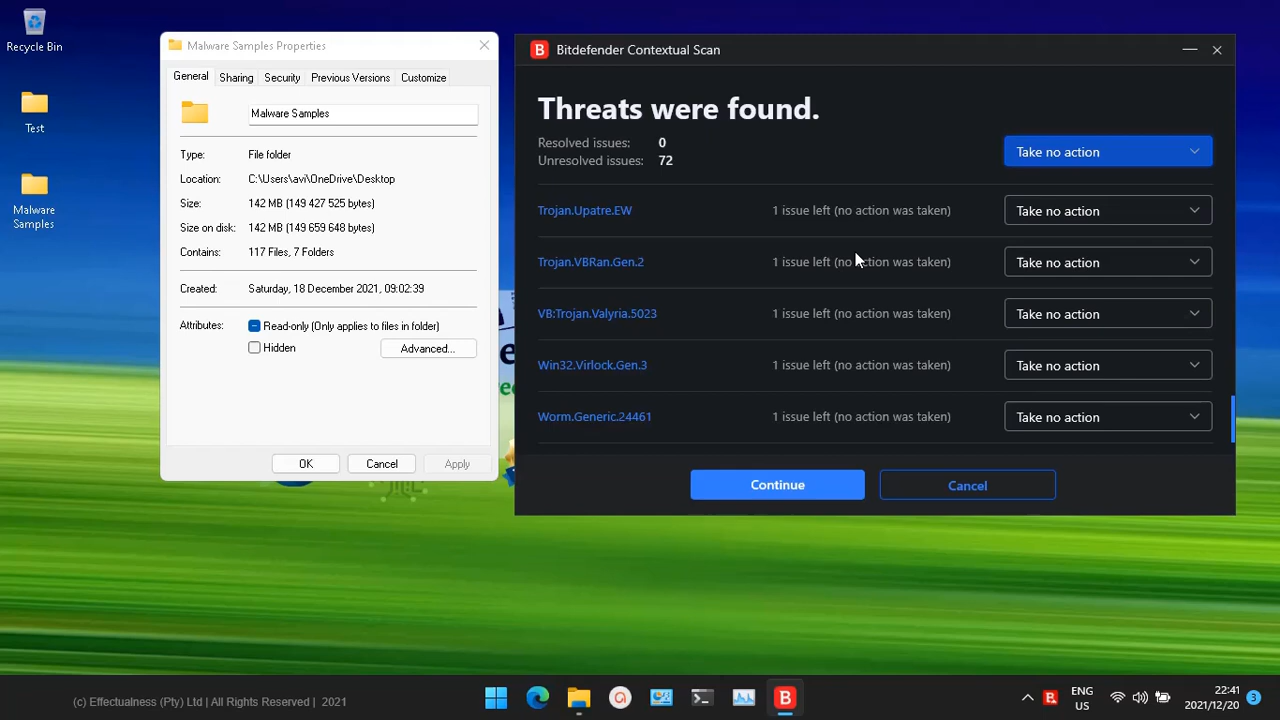 Recycle Bin
Test
Malware
Samples
Malware Samples Properties
General Sharing Security Previous Versions Customize
Malware Samples
Type: File folder
Location: C:\Users\avi\OneDrive\Desktop
Size: 142 MB (149 427 525 bytes)
Size on disk: 142 MB (149 659 648 bytes)
Contains: 117 Files, 7 Folders
Created: Saturday, 18 December 2021, 09:02:39
Attributes: Read-only (Only applies to files in folder)
Hidden Advanced...
OK Cancel Apply
B Bitdefender Contextual Scan
Threats were found.
Resolved issues: 0
Unresolved issues: 72
Take no action
Trojan.Upatre.EW 1 issue left (no action was taken) Take no action
Trojan.VBRan.Gen.2 1 issue left (no action was taken) Take no action
VB:Trojan.Valyria.5023 1 issue left (no action was taken) Take no action
Win32.Virlock.Gen.3 1 issue left (no action was taken) Take no action
Worm.Generic.24461 1 issue left (no action was taken) Take no action
Continue Cancel
(c) Effectualness (Pty) Ltd | All Rights Reserved | 2021
B
B
ENG
US
22:41
2021/12/20
3